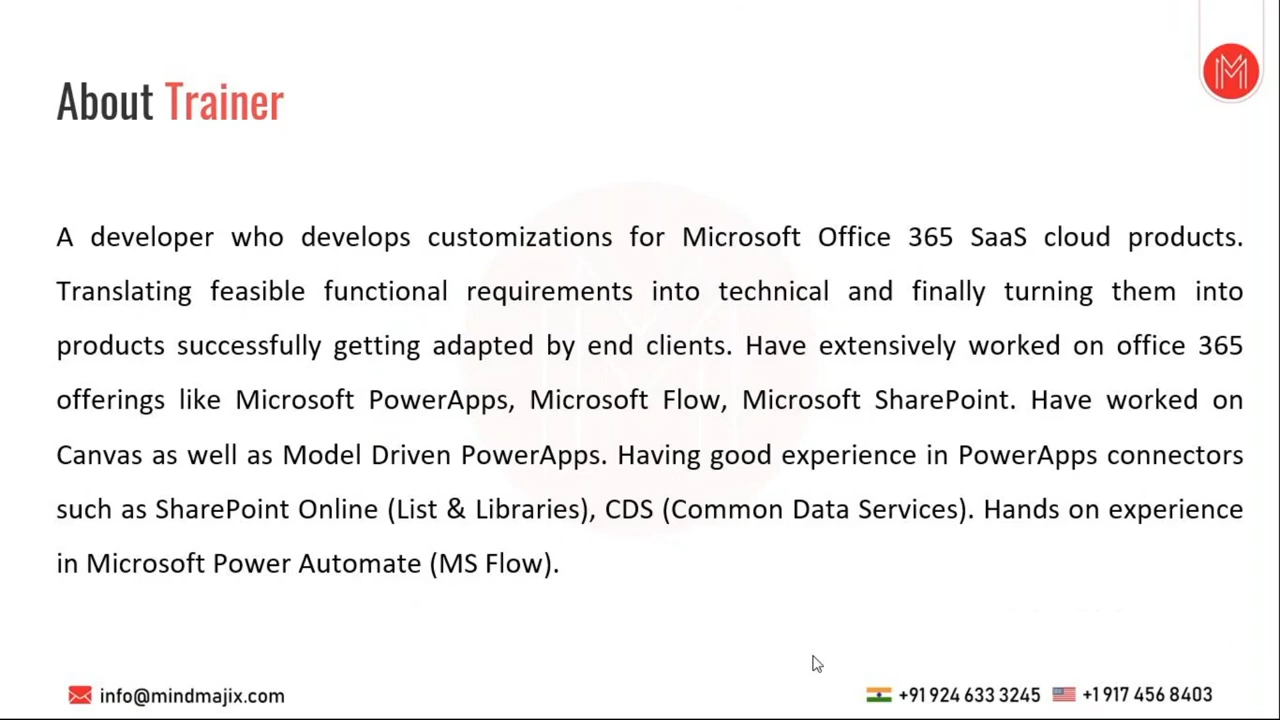 About Trainer
A developer who develops customizations for Microsoft Office 365 SaaS cloud products.
Translating feasible functional requirements into technical and finally turning them into
products successfully getting adapted by end clients. Have extensively worked on office 365
offerings like Microsoft PowerApps, Microsoft Flow, Microsoft SharePoint. Have worked on
Canvas as well as Model Driven PowerApps. Having good experience in PowerApps connectors
such as SharePoint Online (List & Libraries), CDS (Common Data Services). Hands on experience
in Microsoft Power Automate (MS Flow).
info@mindmajix.com +91 924 633 3245 +1 917 456 8403